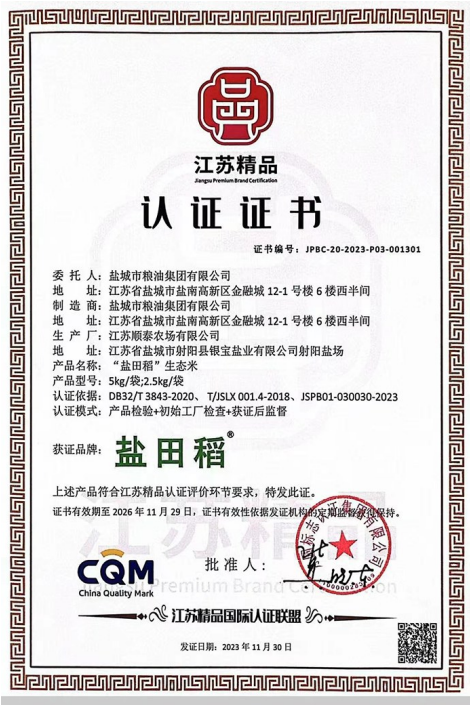 江苏精品
Jiangsu Premium Brand Certification
认证证书
证书编号：JPBC-20-2023-P03-001301
委托人：盐城市粮油集团有限公司
地址：江苏省盐城市盐南高新区金融城 12-1 号楼 6 楼西半间
制造商：盐城市粮油集团有限公司
地址：江苏省盐城市盐南高新区金融城 12-1 号楼 6 楼西半间
生产厂：江苏顺泰农场有限公司
地址：江苏省盐城市射阳县银宝盐业有限公司射阳盐场
产品名称：“盐田稻”生态米
产品型号：5kg/袋;2.5kg/袋
认证依据：DB32/T 3843-2020、T/JSLX 001.4-2018、JSPB01-030030-2023
认证模式：产品检验+初始工厂检查+获证后监督
获证品牌：盐田稻®
上述产品符合江苏精品认证评价环节要求，特发此证。
证书有效期至 2026 年 11 月 29 日，证书有效性依据发证机构的定期监督获得保持。
江苏精品
Premium Brand Certification
CQM
China Quality Mark
批准人：
江苏精品国际认证联盟
发证日期：2023 年 11 月 30 日